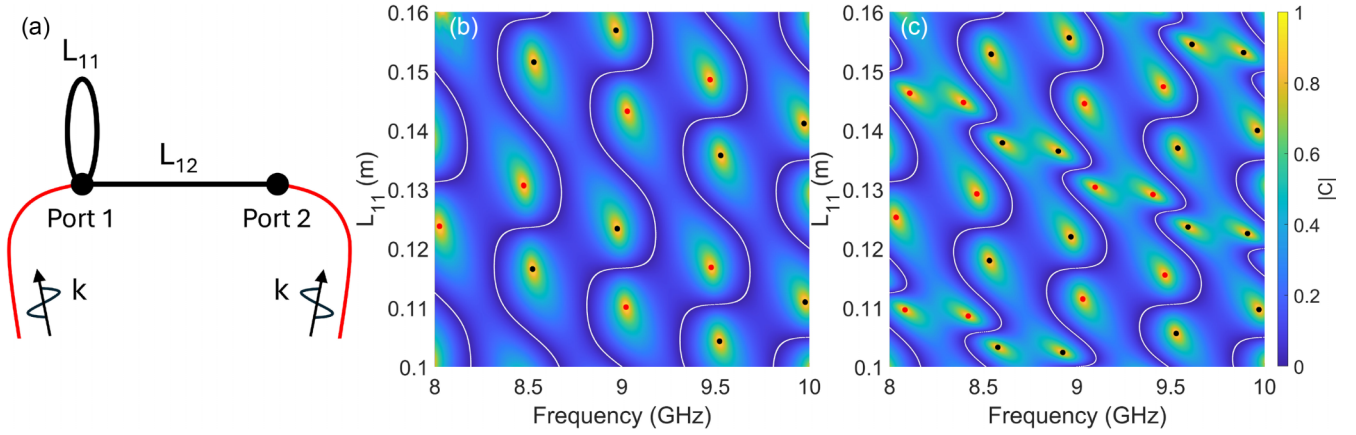 (a)
L11
L12
Port 1
Port 2
k
k
(b)
0.16
0.15
0.14
0.13
0.12
0.11
0.1
L11 (m)
8
8.5
9
9.5
10
Frequency (GHz)
(c)
0.16
0.15
0.14
0.13
0.12
0.11
0.1
L11 (m)
8
8.5
9
9.5
10
Frequency (GHz)
1
0.8
0.6
0.4
0.2
0
|C|